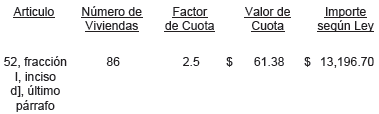 Articulo Número de Viviendas Factor de Cuota Valor de Cuota Importe según Ley
52, fracción 86 2.5 $ 61.38 $ 13,196.70
I, inciso
d], último
párrafo